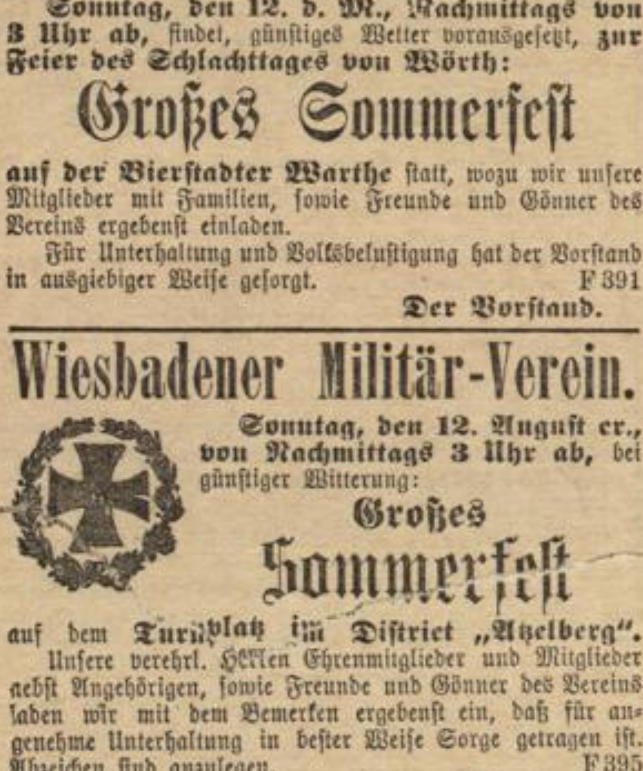 Sonntag, den 12. d. M., Nachmittags von
3 Uhr ab, findet, günstiges Wetter vorausgesetzt, zur
Feier des Schlachttages von Wörth:
Großes Sommerfest
auf der Bierstadter Warthe statt, wozu wir unsere
Mitglieder mit Familien, sowie Freunde und Gönner des
Vereins ergebenst einladen.
Für Unterhaltung und Volksbelustigung hat der Vorstand
in ausgiebiger Weise gesorgt. F 391
Der Vorstand.
Wiesbadener Militär-Verein.
Sonntag, den 12. August cr.,
von Nachmittags 3 Uhr ab, bei
günstiger Witterung:
Großes
Sommerfest
auf dem Turnplatz im District „Atzelberg“.
Unsere verehrl. Herren Ehrenmitglieder und Mitglieder
nebst Angehörigen, sowie Freunde und Gönner des Vereins
laden wir mit dem Bemerken ergebenst ein, daß für an-
genehme Unterhaltung in bester Weise Sorge getragen ist.
Abzeichen sind anzulegen. F 395